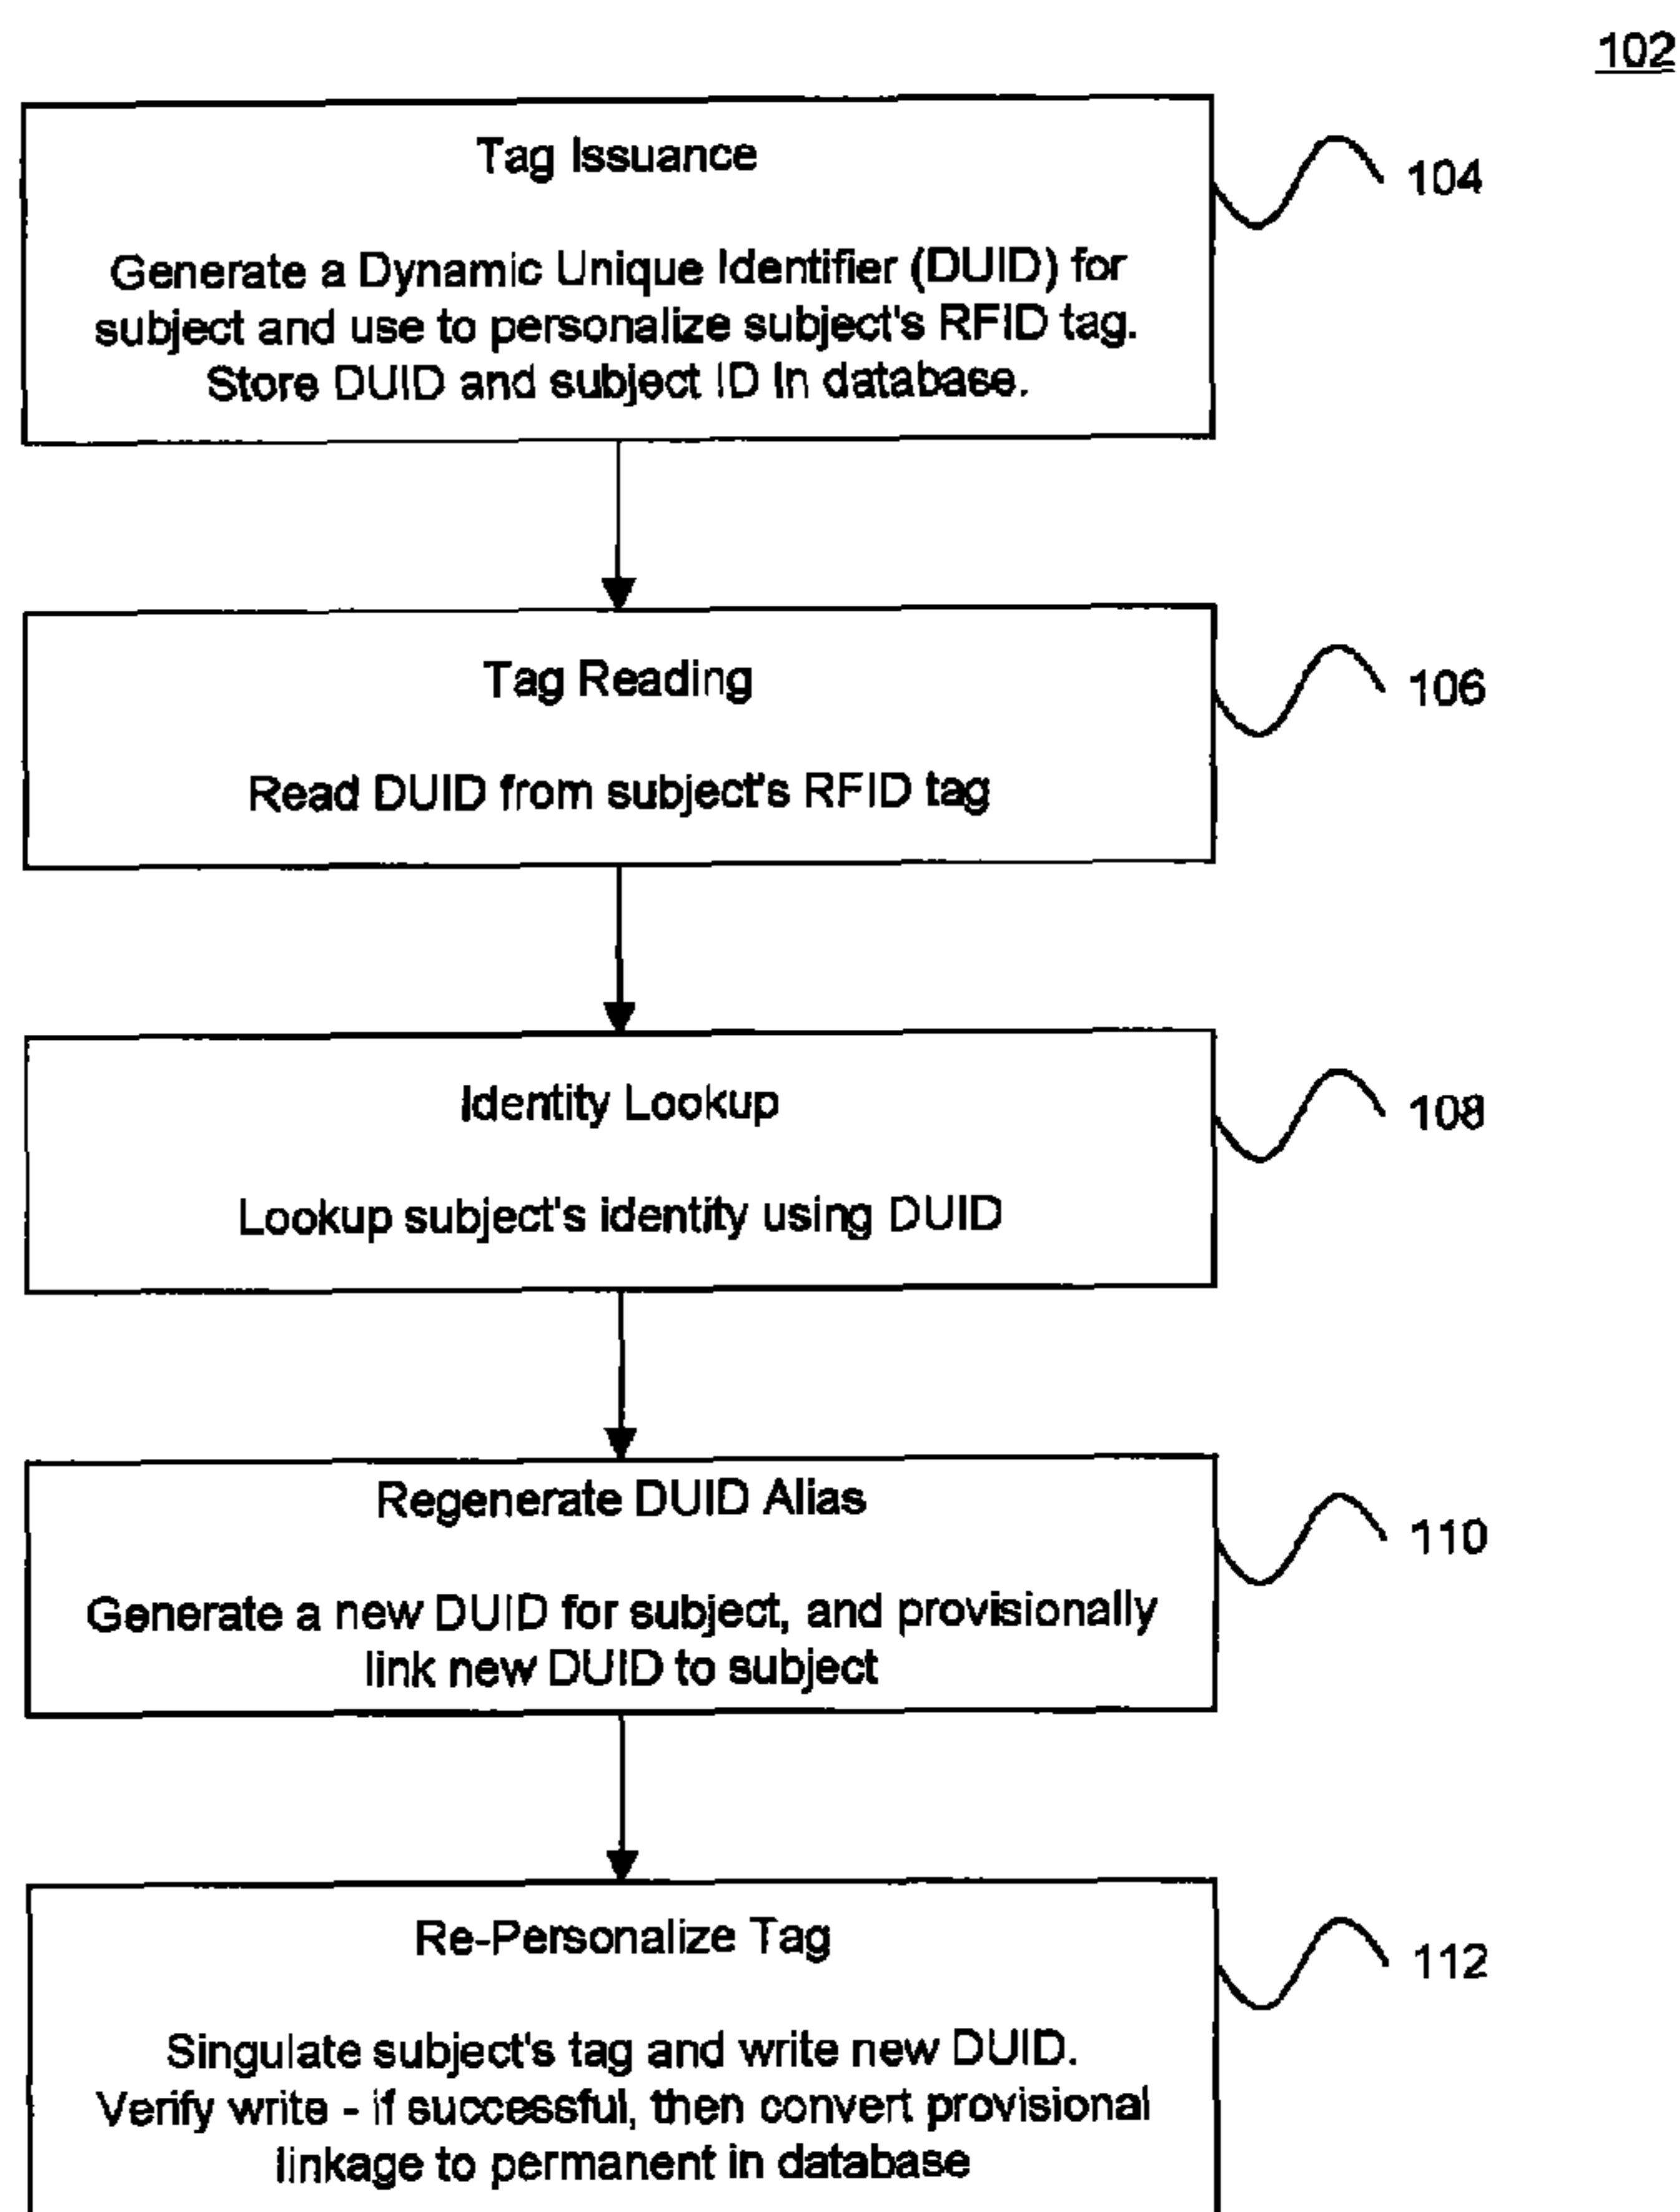 102
Tag Issuance
104
Generate a Dynamic Unique Identifier (DUID) for
subject and use to personalize subject's RFID tag.
Store DUID and subject ID In database.
Tag Reading
106
Read DUID from subject's RFID tag
Identity Lookup
108
Lookup subject's identity using DUID
Regenerate DUID Alias
110
Generate a new DUID for subject, and provisionally
link new DUID to subject
Re-Personalize Tag
112
Singulate subject's tag and write new DUID.
Verify write - if successful, then convert provisional
linkage to permanent in database